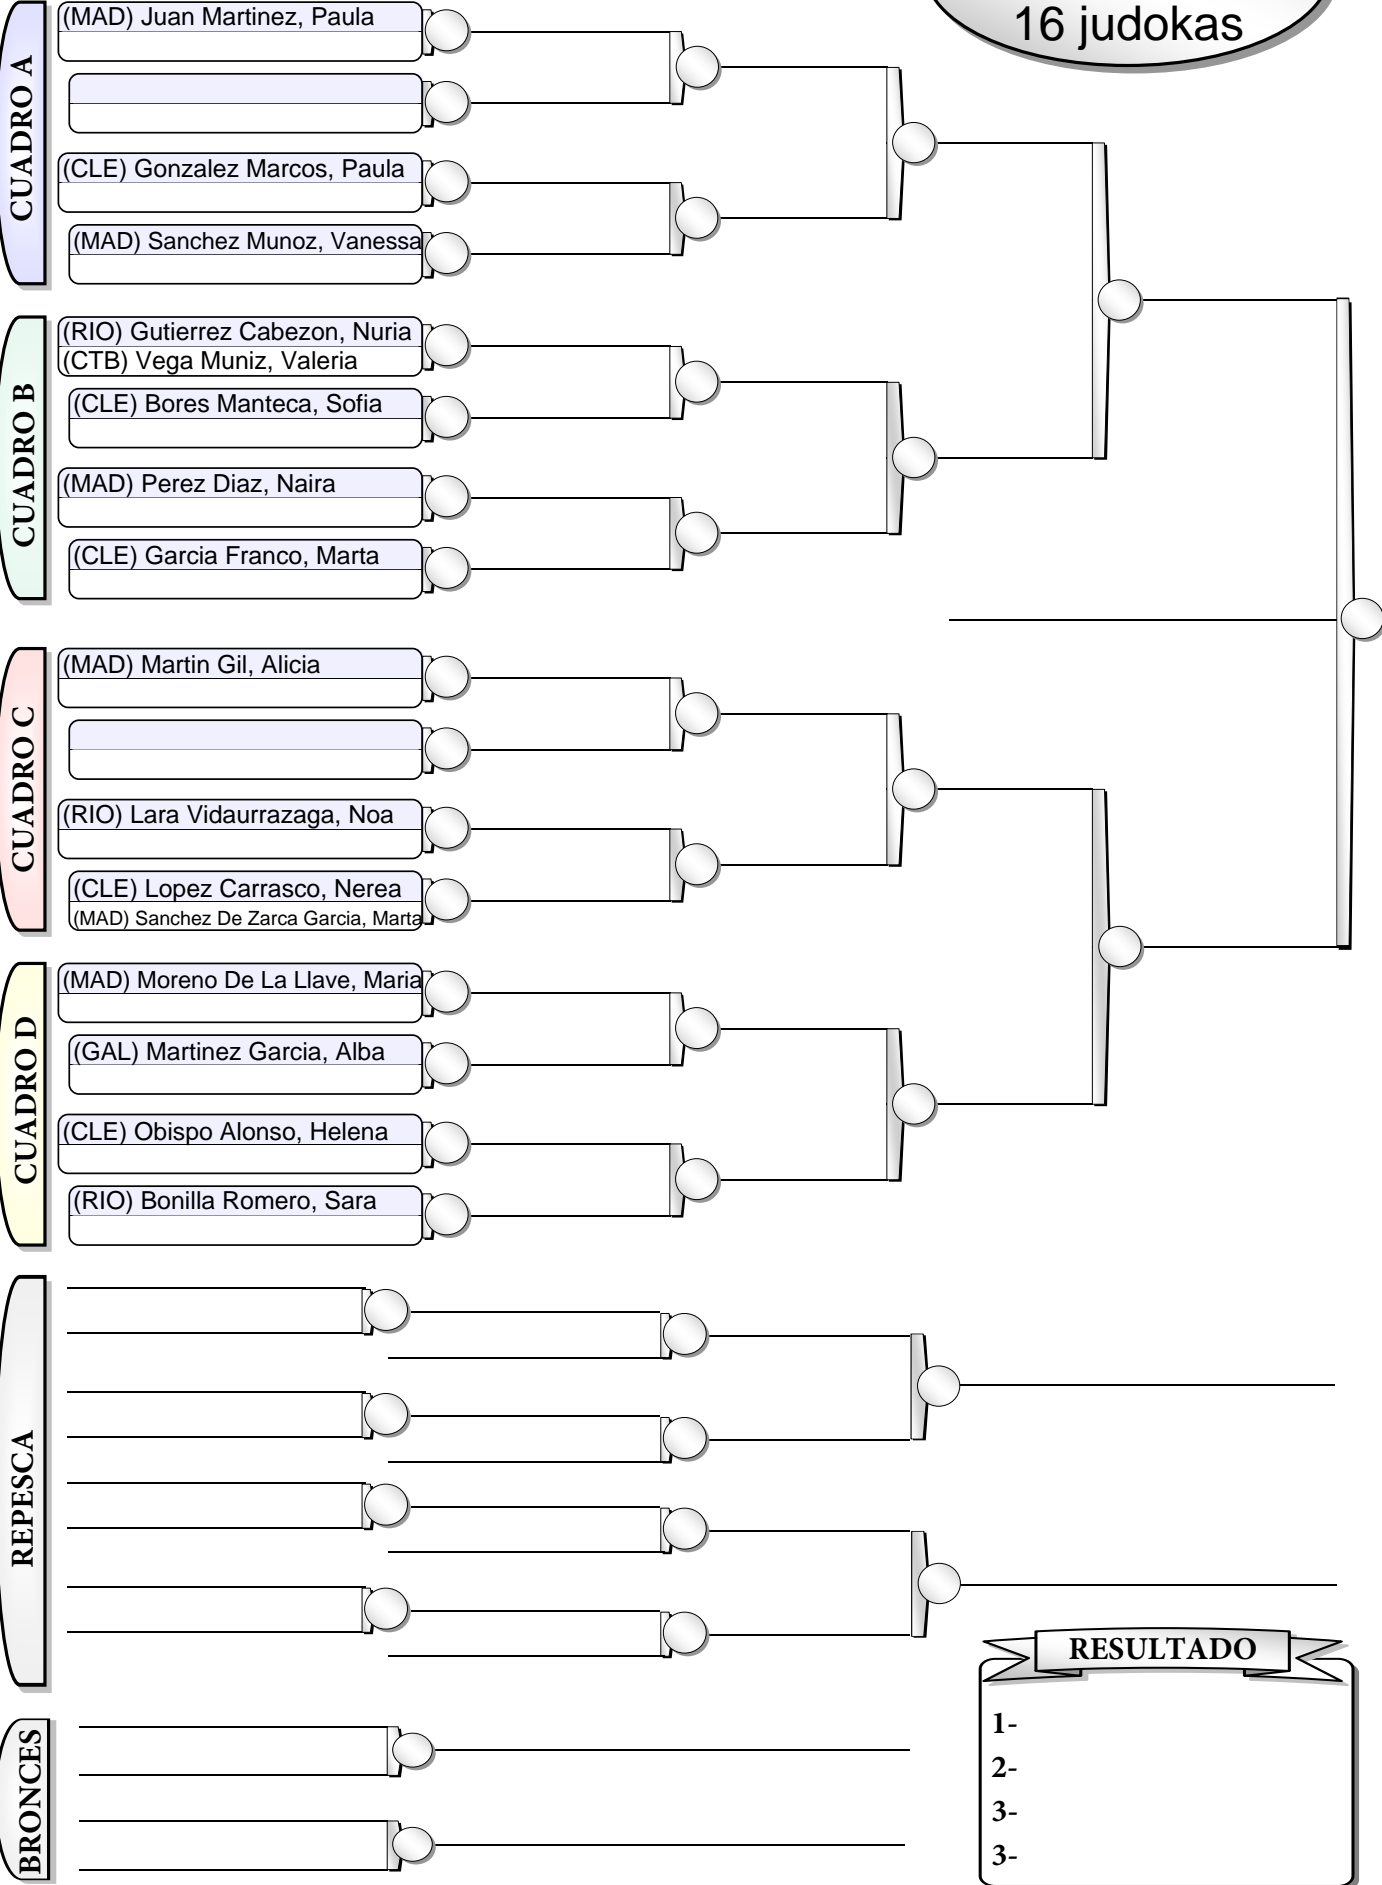 16 judokas
CUADRO A
(MAD) Juan Martinez, Paula
(CLE) Gonzalez Marcos, Paula
(MAD) Sanchez Munoz, Vanessa
CUADRO B
(RIO) Gutierrez Cabezon, Nuria
(CTB) Vega Muniz, Valeria
(CLE) Bores Manteca, Sofia
(MAD) Perez Diaz, Naira
(CLE) Garcia Franco, Marta
CUADRO C
(MAD) Martin Gil, Alicia
(RIO) Lara Vidaurrazaga, Noa
(CLE) Lopez Carrasco, Nerea
(MAD) Sanchez De Zarca Garcia, Marta
CUADRO D
(MAD) Moreno De La Llave, Maria
(GAL) Martinez Garcia, Alba
(CLE) Obispo Alonso, Helena
(RIO) Bonilla Romero, Sara
REPESCA
BRONCES
RESULTADO
1-
2-
3-
3-